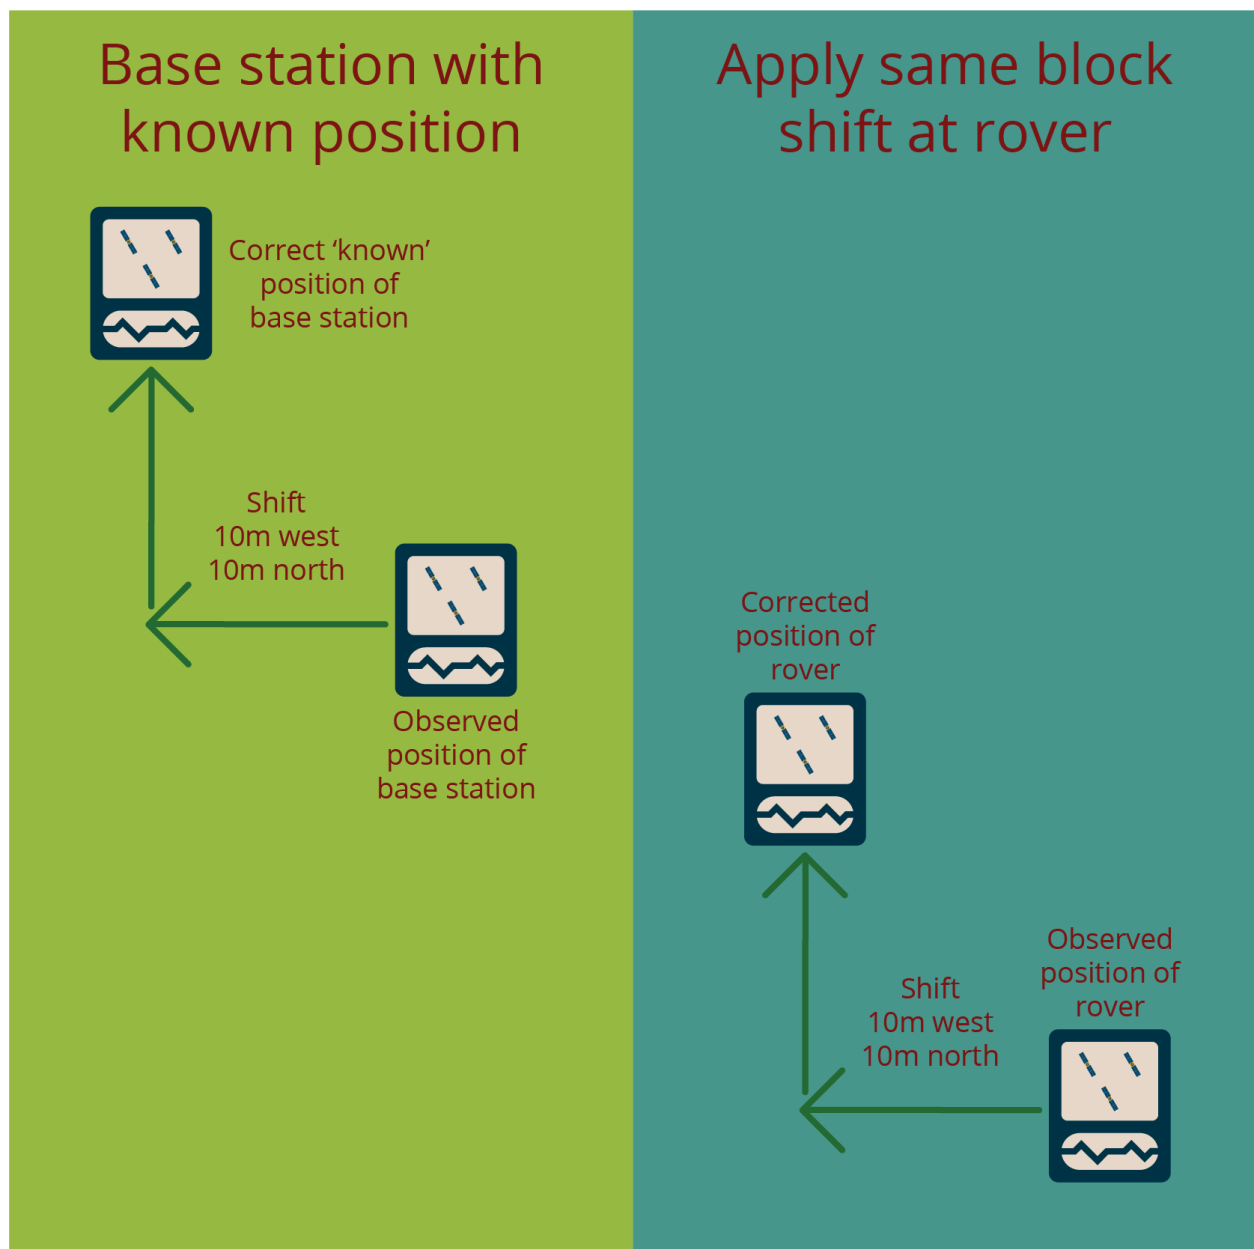 Base station with
known position
Correct ‘known’
position of
base station
Shift
10m west
10m north
Observed
position of
base station
Apply same block
shift at rover
Corrected
position of
rover
Observed
position of
rover
Shift
10m west
10m north